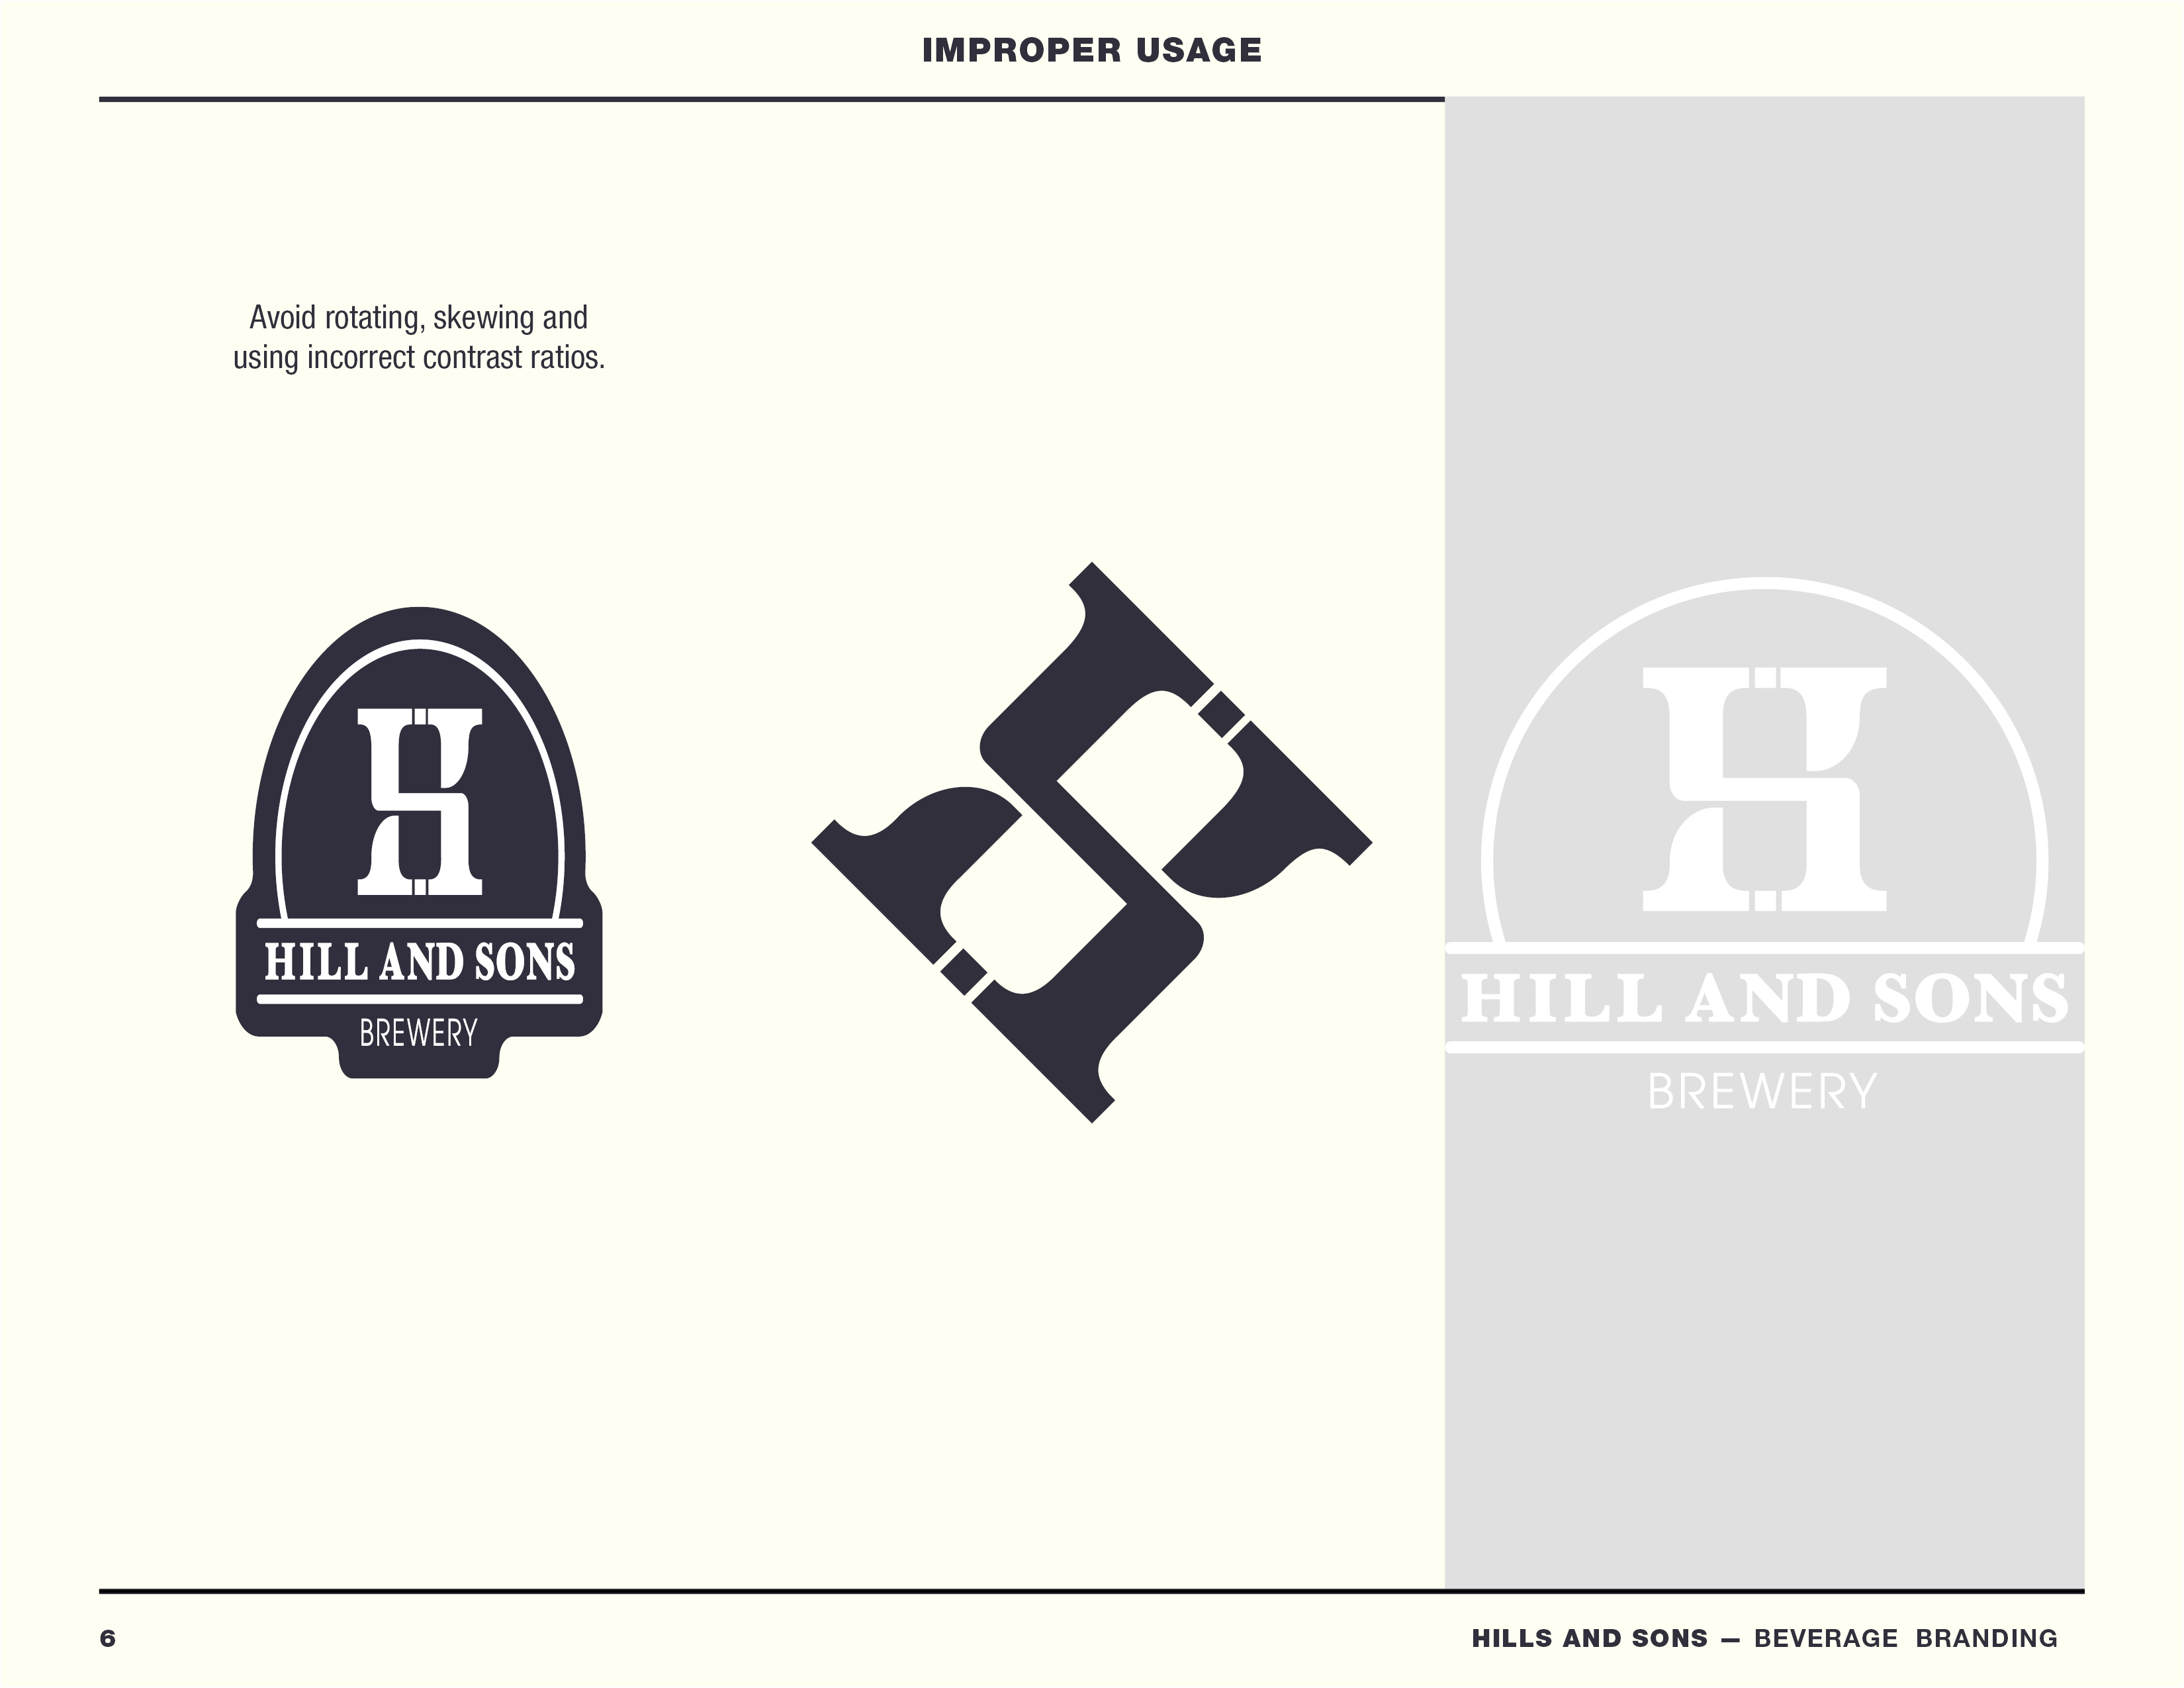 IMPROPER USAGE
Avoid rotating, skewing and
using incorrect contrast ratios.
HILL AND SONS
BREWERY
HILL AND SONS
BREWERY
6
HILLS AND SONS — BEVERAGE BRANDING